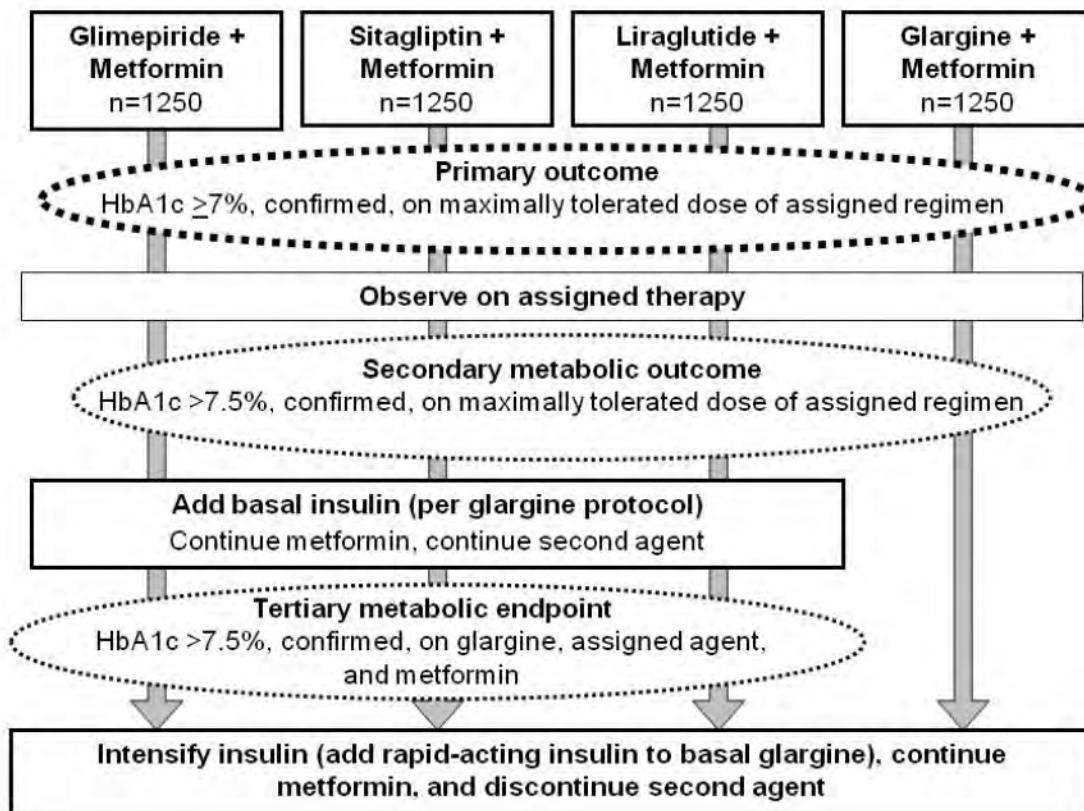 Glimepiride +
Metformin
n=1250
Sitagliptin +
Metformin
n=1250
Liraglutide +
Metformin
n=1250
Glargine +
Metformin
n=1250
Primary outcome
HbA1c ≥7%, confirmed, on maximally tolerated dose of assigned regimen
Observe on assigned therapy
Secondary metabolic outcome
HbA1c >7.5%, confirmed, on maximally tolerated dose of assigned regimen
Add basal insulin (per glargine protocol)
Continue metformin, continue second agent
Tertiary metabolic endpoint
HbA1c >7.5%, confirmed, on glargine, assigned agent,
and metformin
Intensify insulin (add rapid-acting insulin to basal glargine), continue
metformin, and discontinue second agent